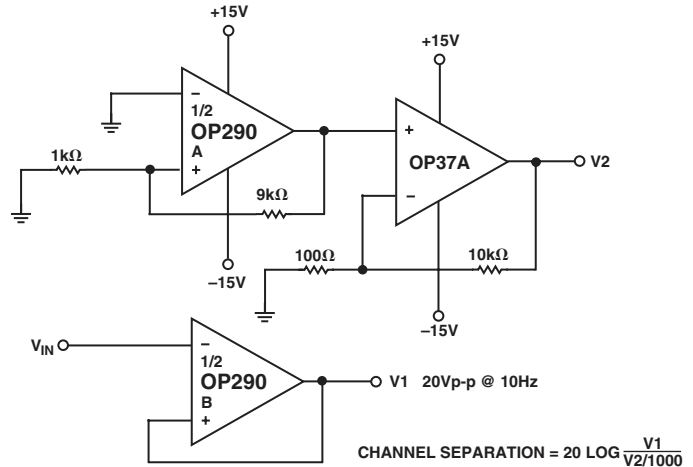 +15V
+15V
−
1/2
OP290
A
+
1kΩ
9kΩ
−15V
+
OP37A
−
V2
100Ω
10kΩ
−15V
VIN
−
1/2
OP290
B
+
V1 20Vp-p @ 10Hz
CHANNEL SEPARATION = 20 LOG V1
V2/1000